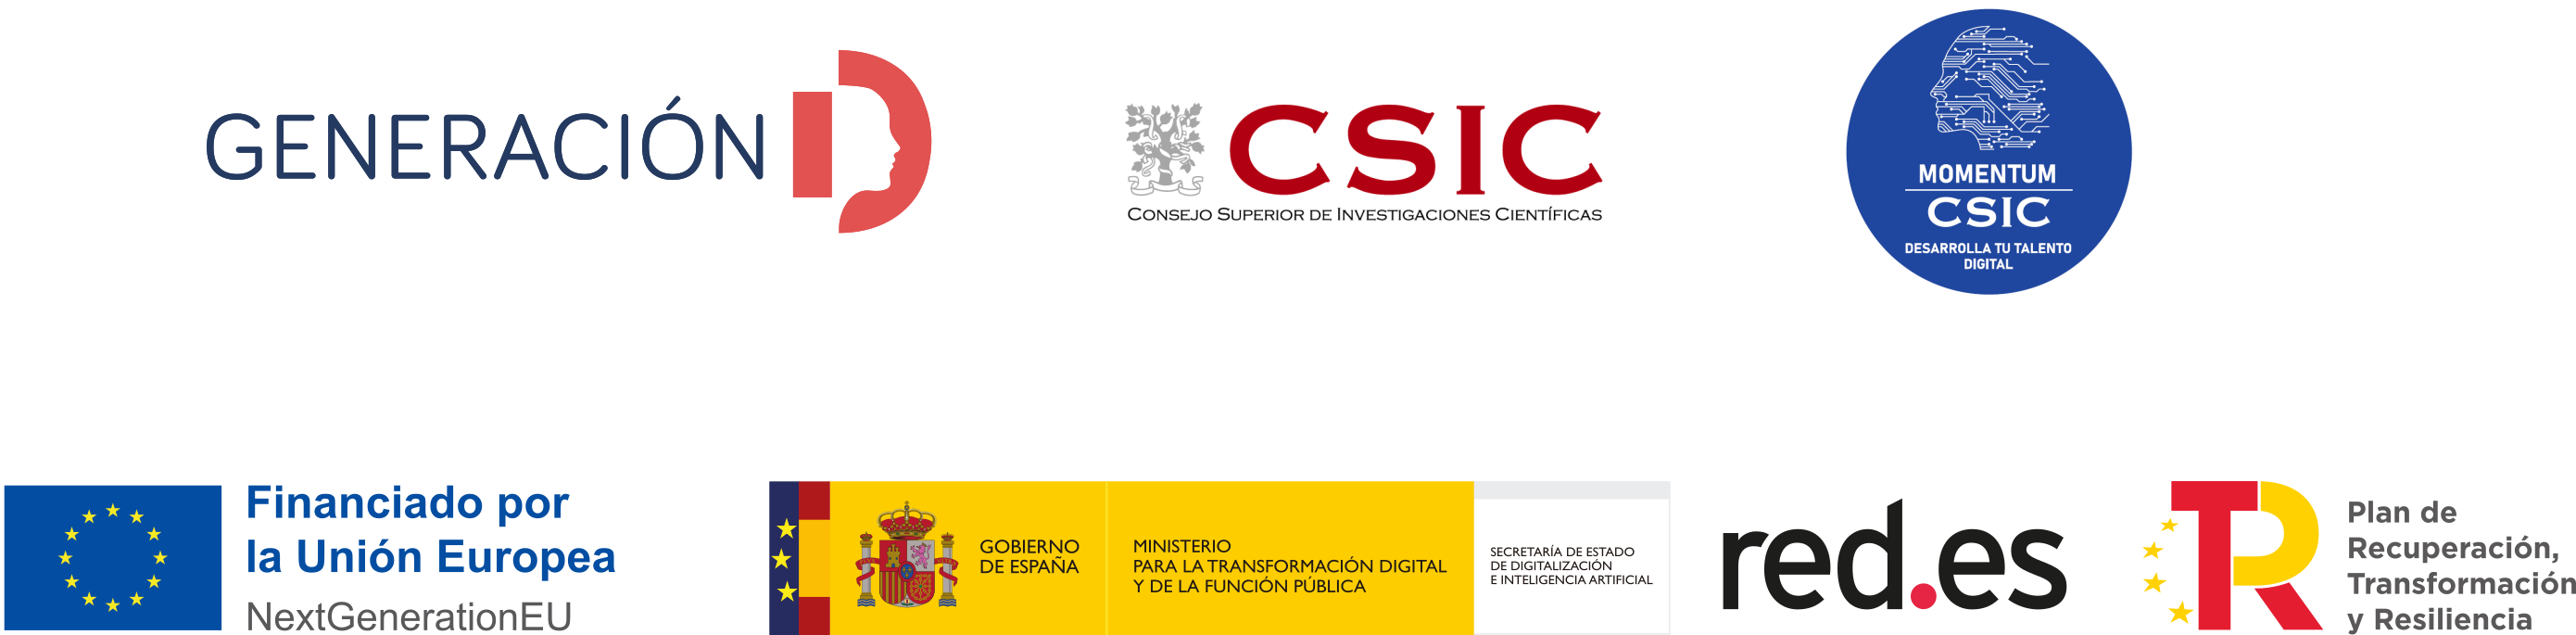 GENERACIÓN D
CSIC
CONSEJO SUPERIOR DE INVESTIGACIONES CIENTÍFICAS
MOMENTUM
CSIC
DESARROLLA TU TALENTO
DIGITAL
Financiado por
la Unión Europea
NextGenerationEU
GOBIERNO
DE ESPAÑA
MINISTERIO
PARA LA TRANSFORMACIÓN DIGITAL
Y DE LA FUNCIÓN PÚBLICA
SECRETARÍA DE ESTADO
DE DIGITALIZACIÓN
E INTELIGENCIA ARTIFICIAL
red.es
TR
Plan de
Recuperación,
Transformación
y Resiliencia